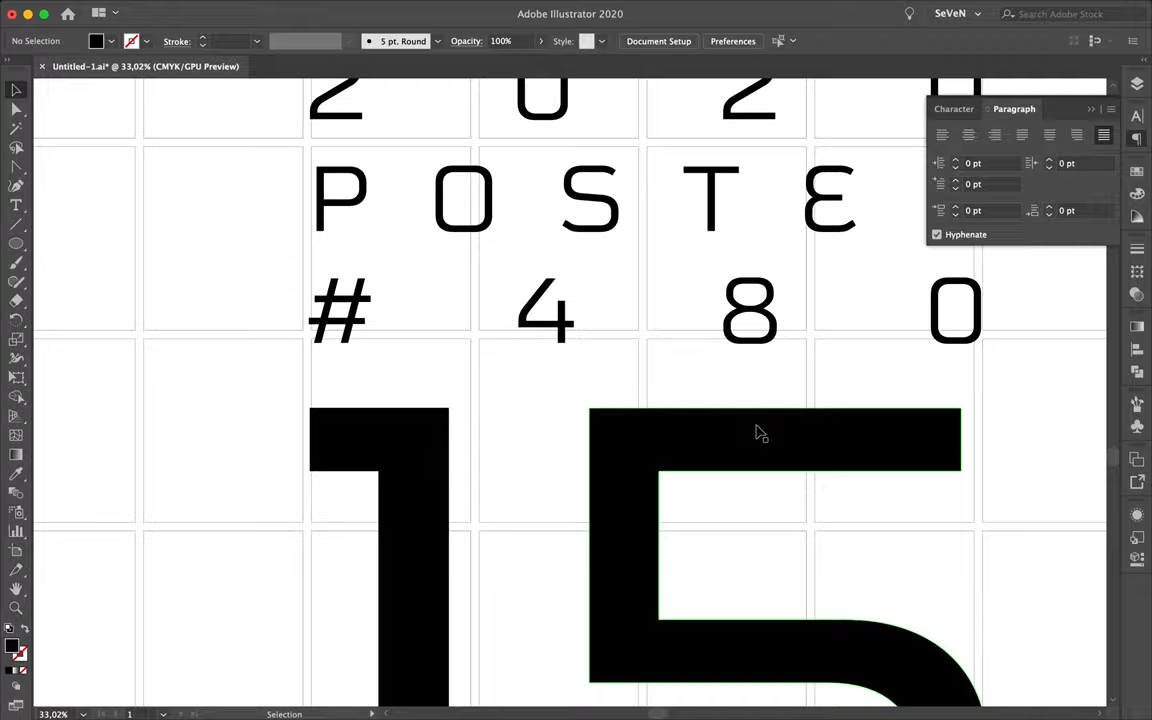 Adobe Illustrator 2020
SeVeN
Search Adobe Stock
No Selection
Stroke:
5 pt. Round
Opacity:
100%
Style:
Document Setup
Preferences
Untitled-1.ai* @ 33,02% (CMYK/GPU Preview)
2 0 2 0
Character
Paragraph
0 pt
0 pt
0 pt
0 pt
0 pt
Hyphenate
P O S T E
# 4 8 0
15
33,02%
1
Selection